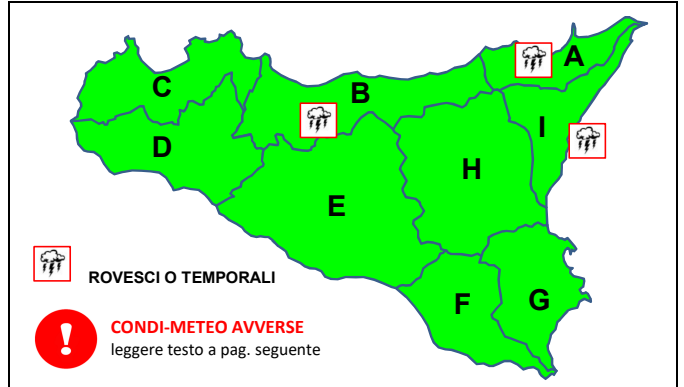 A
C
B
I
D
H
E
ROVESCI O TEMPORALI
F
G
CONDI-METEO AVVERSE
leggere testo a pag. seguente